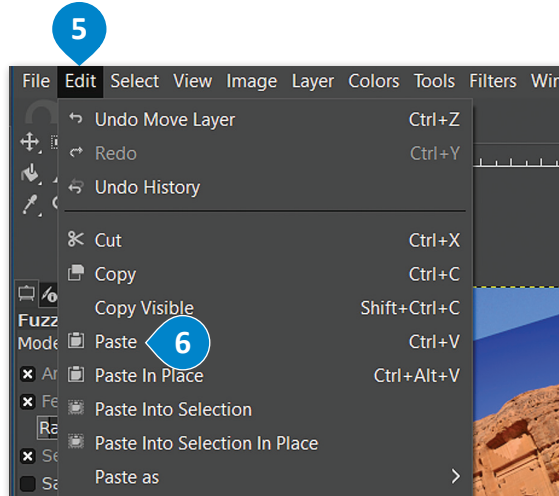 5
File Edit Select View Image Layer Colors Tools Filters
Undo Move Layer Ctrl+Z
Redo Ctrl+Y
Undo History
Cut Ctrl+X
Copy Ctrl+C
Copy Visible Shift+Ctrl+C
Fuzz
Mode
Paste 6 Ctrl+V
Paste In Place Ctrl+Alt+V
Paste Into Selection
Paste Into Selection In Place
Paste as